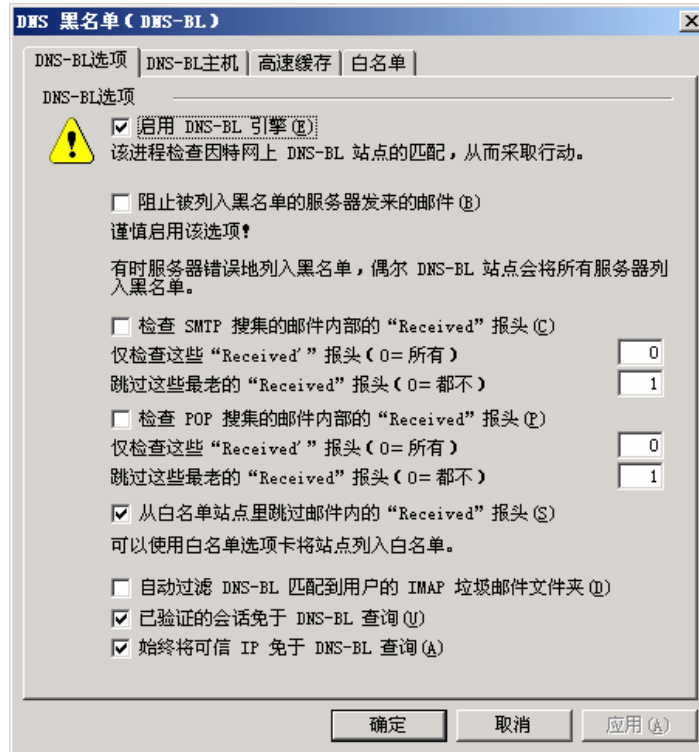 DNS 黑名单(DNS-BL)
DNS-BL选项 DNS-BL主机 高速缓存 白名单
DNS-BL选项
启用 DNS-BL 引擎(E)
该进程检查因特网上 DNS-BL 站点的匹配,从而采取行动。
阻止被列入黑名单的服务器发来的邮件(B)
谨慎启用该选项!
有时服务器错误地列入黑名单,偶尔 DNS-BL 站点会将所有服务器列
入黑名单。
检查 SMTP 搜集的邮件内部的“Received”报头(C)
仅检查这些“Received'”报头(0=所有) 0
跳过这些最老的“Received”报头(0=都不) 1
检查 POP 搜集的邮件内部的“Received”报头(P)
仅检查这些“Received'”报头(0=所有) 0
跳过这些最老的“Received”报头(0=都不) 1
从白名单站点里跳过邮件内的“Received”报头(S)
可以使用白名单选项卡将站点列入白名单。
自动过滤 DNS-BL 匹配到用户的 IMAP 垃圾邮件文件夹(D)
已验证的会话免于 DNS-BL 查询(U)
始终将可信 IP 免于 DNS-BL 查询(A)
确定 取消 应用(A)